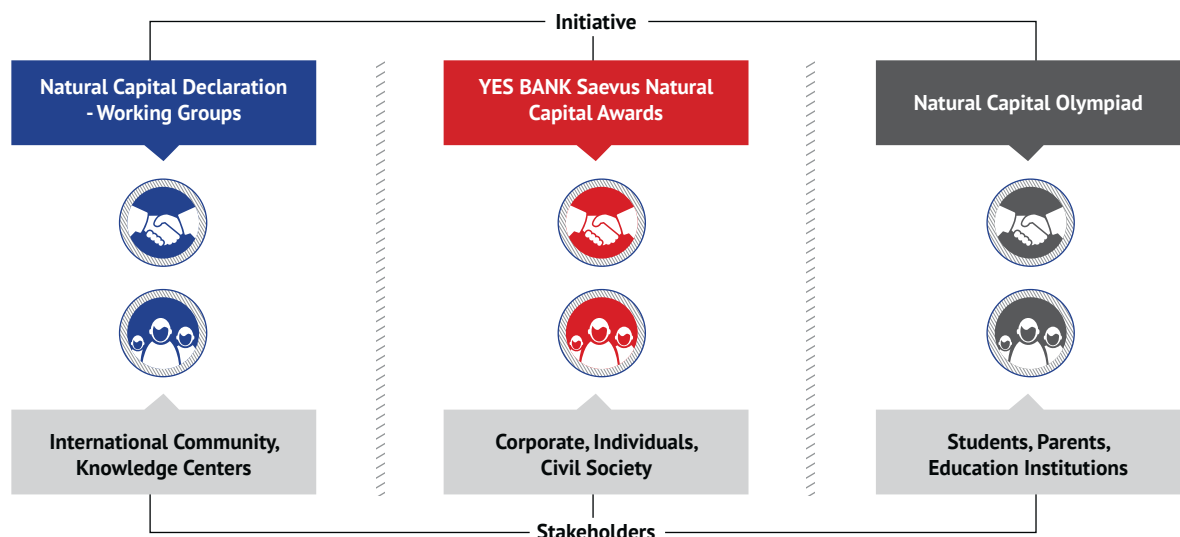 Initiative
Natural Capital Declaration
- Working Groups
YES BANK Saevus Natural
Capital Awards
Natural Capital Olympiad
International Community,
Knowledge Centers
Corporate, Individuals,
Civil Society
Students, Parents,
Education Institutions
Stakeholders